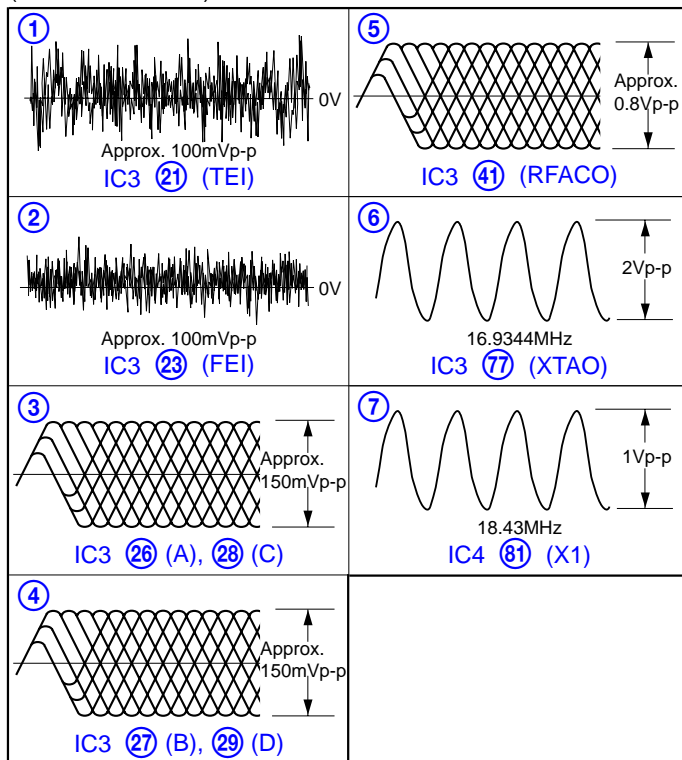 ①
0V
Approx. 100mVp-p
IC3 ㉑ (TEI)
②
0V
Approx. 100mVp-p
IC3 ㉓ (FEI)
③
Approx.
150mVp-p
IC3 ㉖ (A), ㉘ (C)
④
Approx.
150mVp-p
IC3 ㉗ (B), ㉙ (D)
⑤
Approx.
0.8Vp-p
IC3 ㊶ (RFACO)
⑥
2Vp-p
16.9344MHz
IC3 77 (XTAO)
⑦
1Vp-p
18.43MHz
IC4 81 (X1)